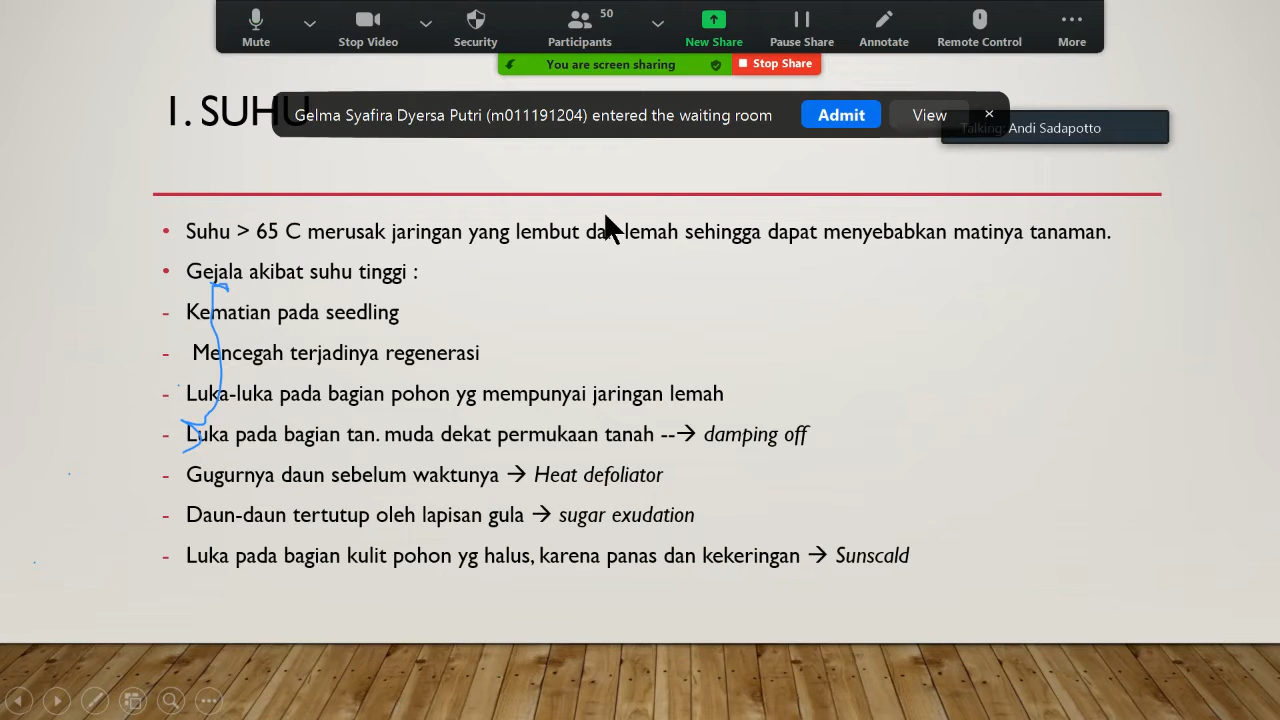 50
Mute
Stop Video
Security
Participants
New Share
Pause Share
Annotate
Remote Control
More
You are screen sharing
Stop Share
1. SUHU
Gelma Syafira Dyersa Putri (m011191204) entered the waiting room
Admit
View
Talking: Andi Sadapotto
• Suhu > 65 C merusak jaringan yang lembut dan lemah sehingga dapat menyebabkan matinya tanaman.
• Gejala akibat suhu tinggi :
- Kematian pada seedling
- Mencegah terjadinya regenerasi
- Luka-luka pada bagian pohon yg mempunyai jaringan lemah
- Luka pada bagian tan. muda dekat permukaan tanah --→ damping off
- Gugurnya daun sebelum waktunya → Heat defoliator
- Daun-daun tertutup oleh lapisan gula → sugar exudation
- Luka pada bagian kulit pohon yg halus, karena panas dan kekeringan → Sunscald